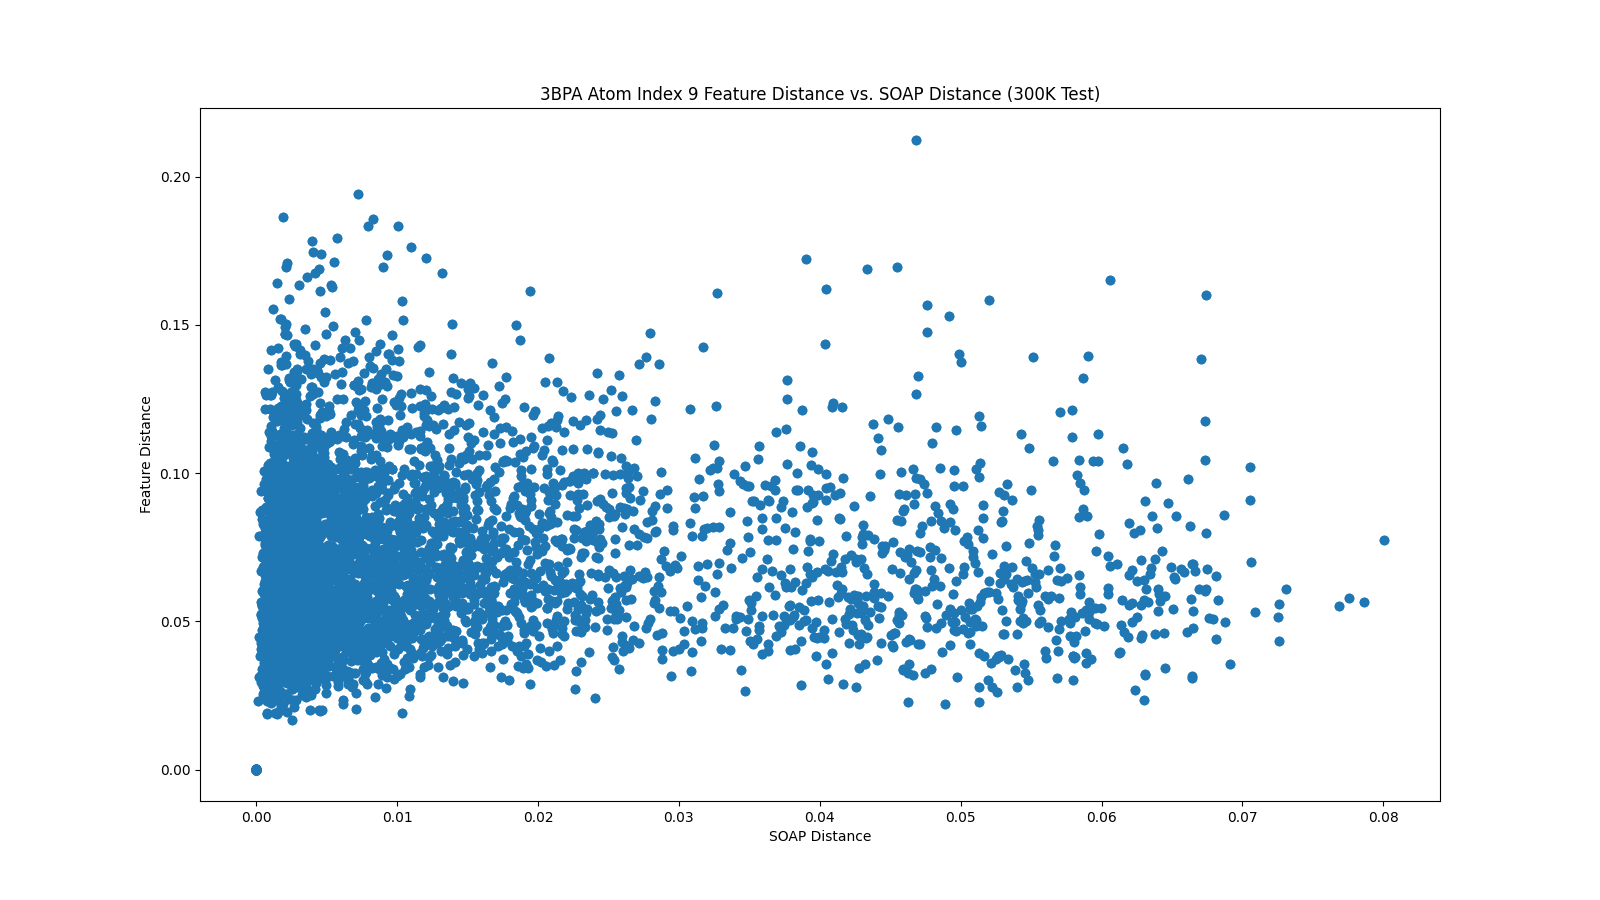 3BPA Atom Index 9 Feature Distance vs. SOAP Distance (300K Test)
Feature Distance
0.20
0.15
0.10
0.05
0.00
0.00 0.01 0.02 0.03 0.04 0.05 0.06 0.07 0.08
SOAP Distance